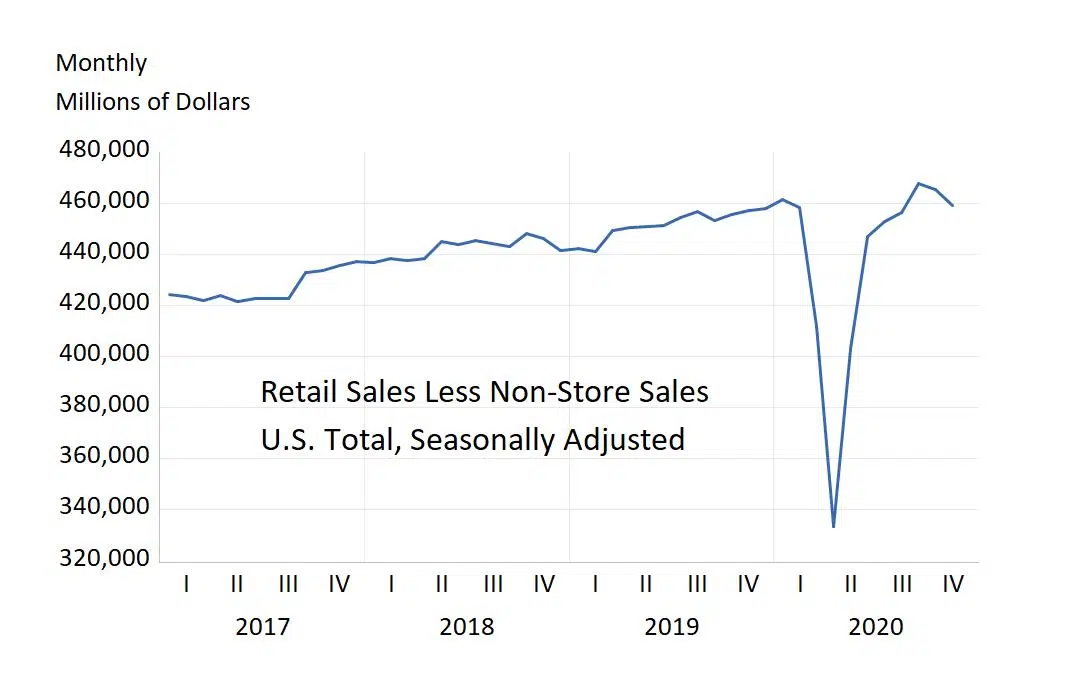 Monthly
Millions of Dollars
480,000
460,000
440,000
420,000
400,000
380,000
360,000
340,000
320,000
Retail Sales Less Non-Store Sales
U.S. Total, Seasonally Adjusted
I II III IV I II III IV I II III IV I II III IV
2017 2018 2019 2020